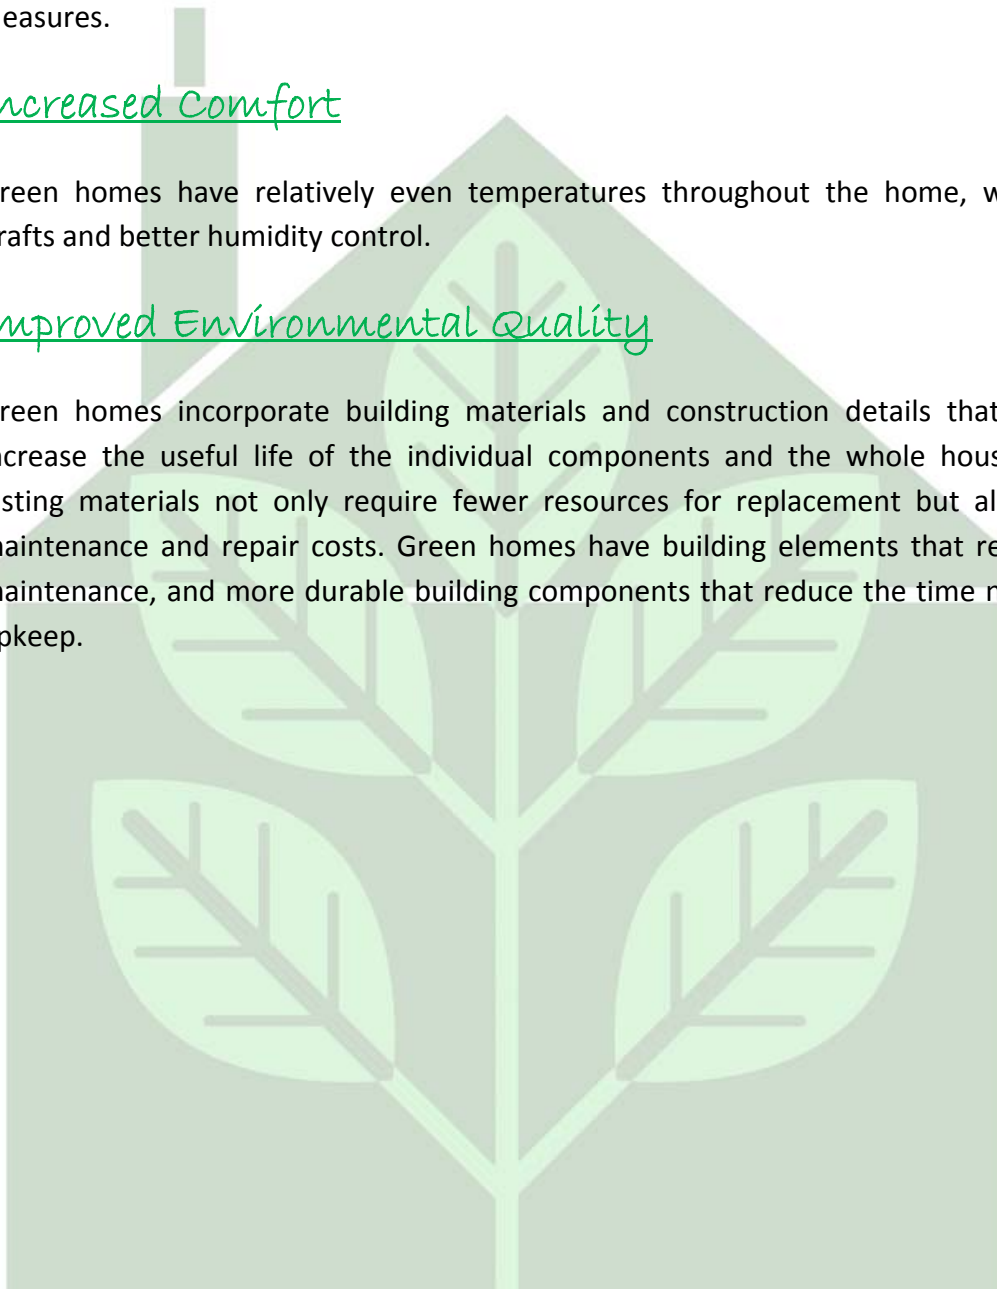 easures.
ncreased Comfort
reen homes have relatively even temperatures throughout the home, w
rafts and better humidity control.
mproved Environmental Quality
reen homes incorporate building materials and construction details that
ncrease the useful life of the individual components and the whole hous
sting materials not only require fewer resources for replacement but al
naintenance and repair costs. Green homes have building elements that re
naintenance, and more durable building components that reduce the time n
pkeep.